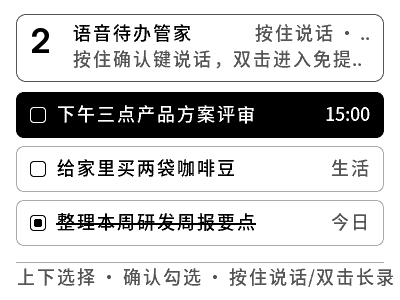 2 语音待办管家 按住说话 · ..
按住确认键说话，双击进入免提..
下午三点产品方案评审 15:00
给家里买两袋咖啡豆 生活
整理本周研发周报要点 今日
上下选择 · 确认勾选 · 按住说话/双击长录